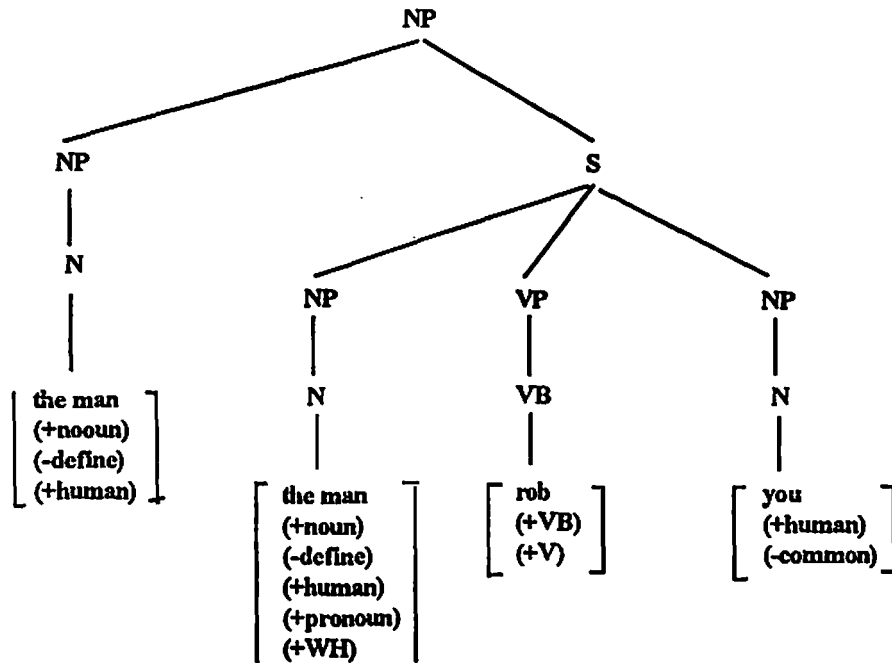 NP
NP
S
N
NP
VP
NP
N
VB
N
the man
(+nooun)
(-define)
(+human)
the man
(+noun)
(-define)
(+human)
(+pronoun)
(+WH)
rob
(+VB)
(+V)
you
(+human)
(-common)